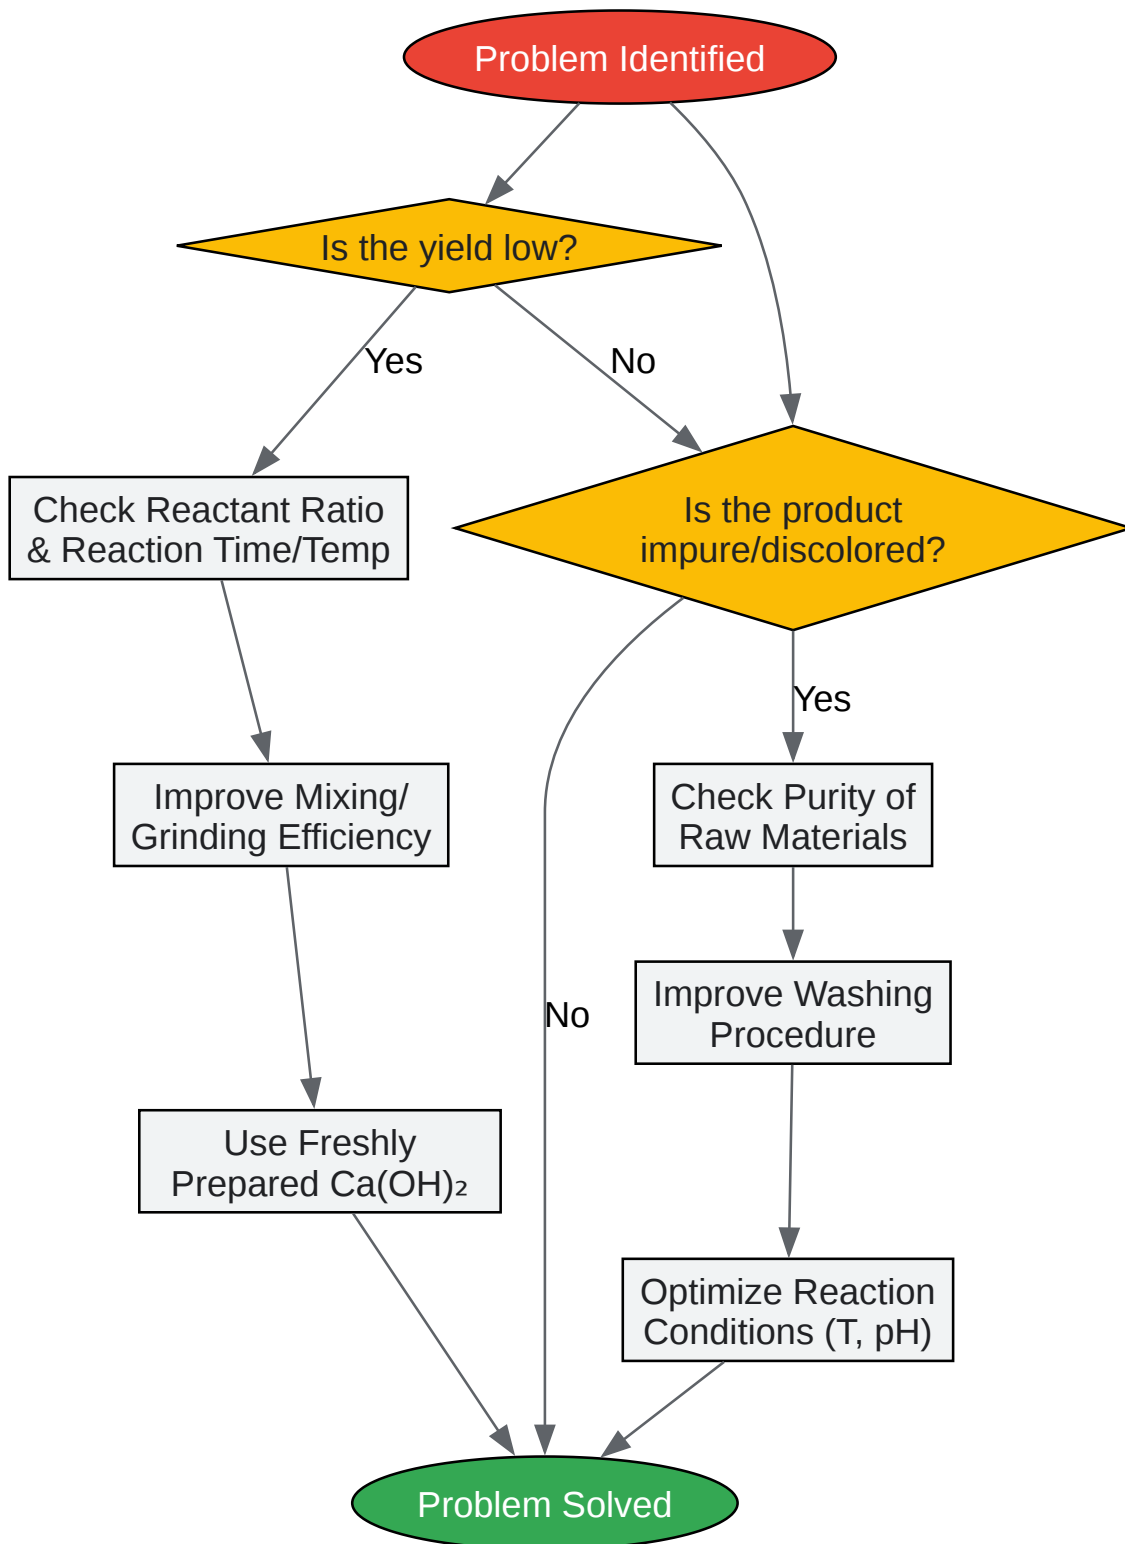 Problem Identified
Is the yield low?
Yes
No
Check Reactant Ratio
& Reaction Time/Temp
Is the product
impure/discolored?
Yes
Improve Mixing/
Grinding Efficiency
Check Purity of
Raw Materials
Improve Washing
Procedure
No
Use Freshly
Prepared Ca(OH)₂
Optimize Reaction
Conditions (T, pH)
Problem Solved